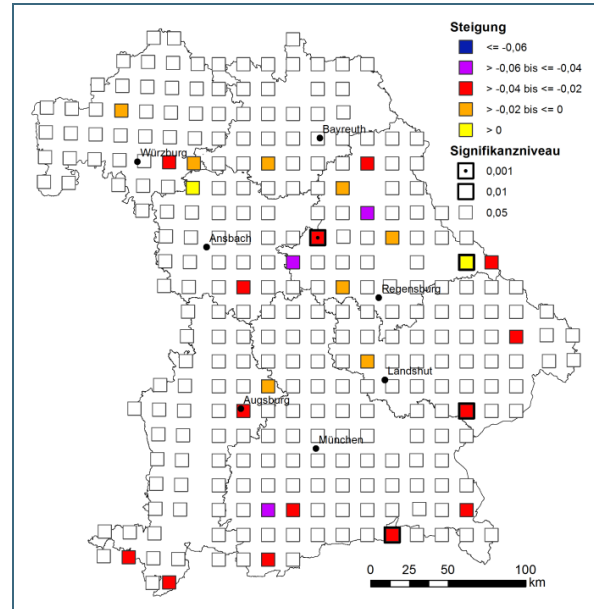 Steigung
<= -0,06
> -0,06 bis <= -0,04
> -0,04 bis <= -0,02
> -0,02 bis <= 0
> 0
Signifikanzniveau
0,001
0,01
0,05
Bayreuth
Würzburg
Ansbach
Regensburg
Landshut
Augsburg
München
0 25 50 100
km